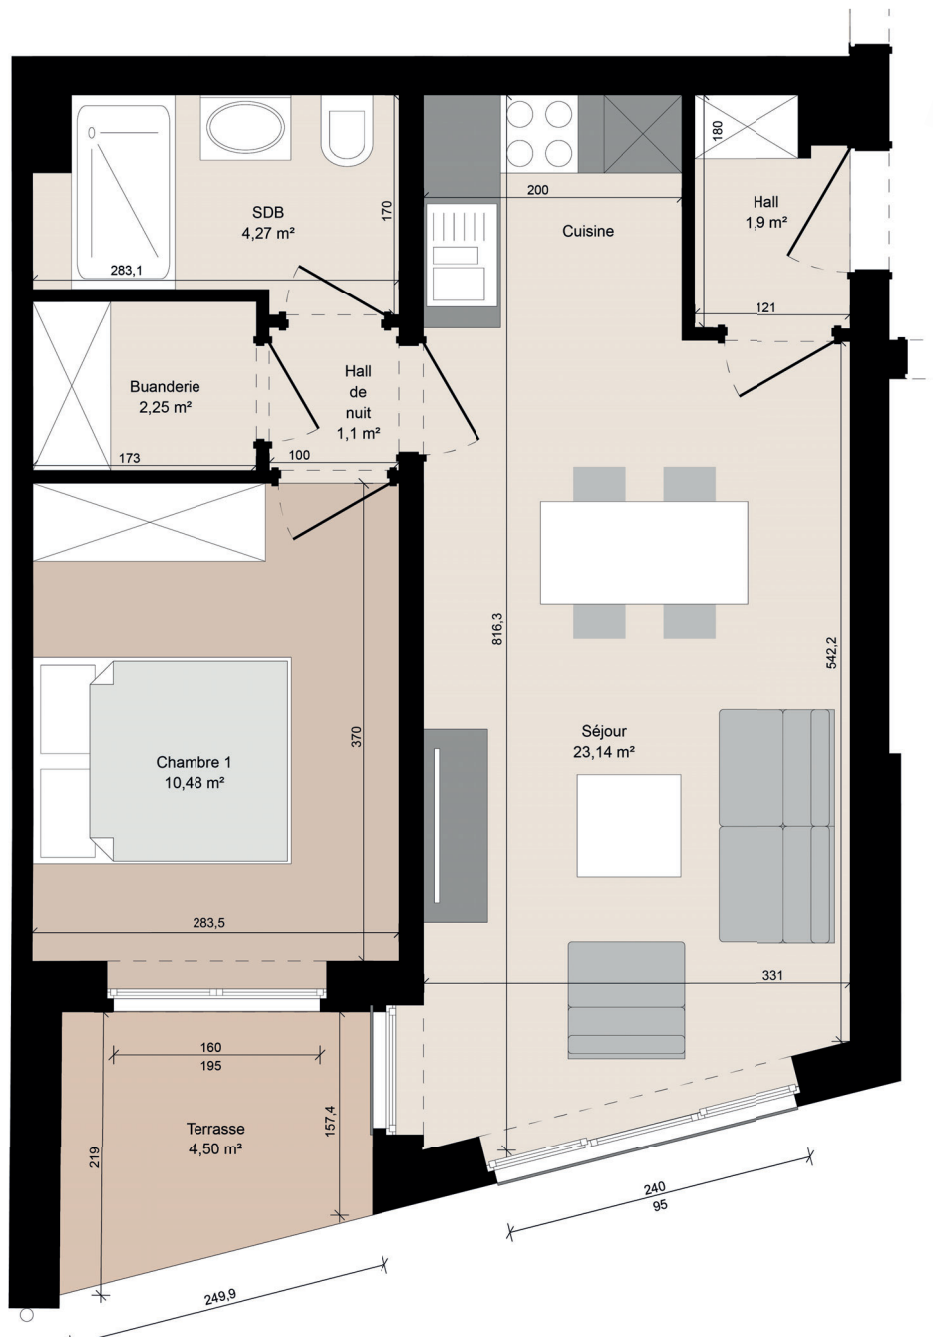 180
170
200
SDB
4,27 m²
Hall
1,9 m²
Cuisine
283,1
121
Buanderie
2,25 m²
Hall
de
nuit
1,1 m²
173
100
816,3
542,2
370
Séjour
23,14 m²
Chambre 1
10,48 m²
283,5
331
160
195
157,4
Terrasse
4,50 m²
219
240
95
249,9